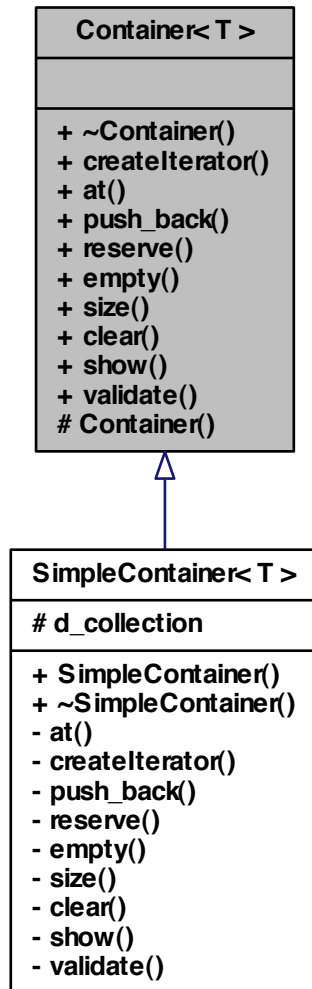 Container< T >
+ ~Container()
+ createIterator()
+ at()
+ push_back()
+ reserve()
+ empty()
+ size()
+ clear()
+ show()
+ validate()
# Container()
SimpleContainer< T >
# d_collection
+ SimpleContainer()
+ ~SimpleContainer()
- at()
- createIterator()
- push_back()
- reserve()
- empty()
- size()
- clear()
- show()
- validate()